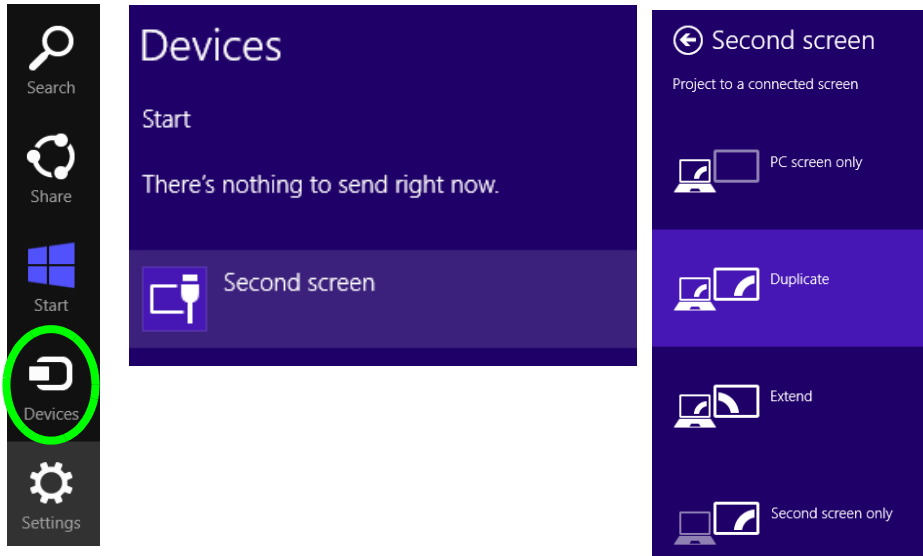 Search
Share
Start
Devices
Settings
Devices
Start
There's nothing to send right now.
Second screen
Second screen
Project to a connected screen
PC screen only
Duplicate
Extend
Second screen only